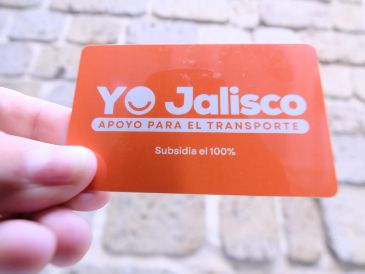 YO Jalisco
APOYO PARA EL TRANSPORTE
Subsidia el 100%